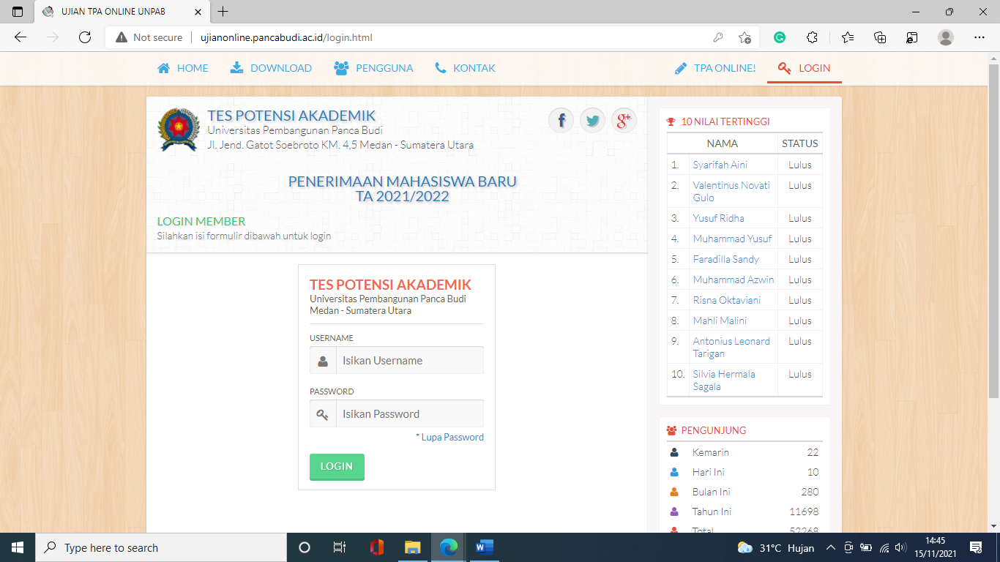 UJIAN TPA ONLINE UNPAB
Not secure
ujianonline.pancabudi.ac.id/login.html
HOME
DOWNLOAD
PENGGUNA
KONTAK
TPA ONLINE!
LOGIN
TES POTENSI AKADEMIK
Universitas Pembangunan Panca Budi
Jl. Jend. Gatot Soebroto KM. 4,5 Medan - Sumatera Utara
PENERIMAAN MAHASISWA BARU
TA 2021/2022
LOGIN MEMBER
Silahkan isi formulir dibawah untuk login
TES POTENSI AKADEMIK
Universitas Pembangunan Panca Budi
Medan - Sumatera Utara
USERNAME
Isikan Username
PASSWORD
Isikan Password
* Lupa Password
LOGIN
10 NILAI TERTINGGI
NAMA STATUS
1. Syarifah Aini Lulus
2. Valentinus Novati Lulus
Gulo
3. Yusuf Ridha Lulus
4. Muhammad Yusuf Lulus
5. Faradilla Sandy Lulus
6. Muhammad Azwin Lulus
7. Risna Oktaviani Lulus
8. Mahli Malini Lulus
9. Antonius Leonard Lulus
Tarigan
10. Silvia Hermala Lulus
Sagala
PENGUNJUNG
Kemarin 22
Hari Ini 10
Bulan Ini 280
Tahun Ini 11698
Total 52268
Type here to search
31°C Hujan
14:45
15/11/2021